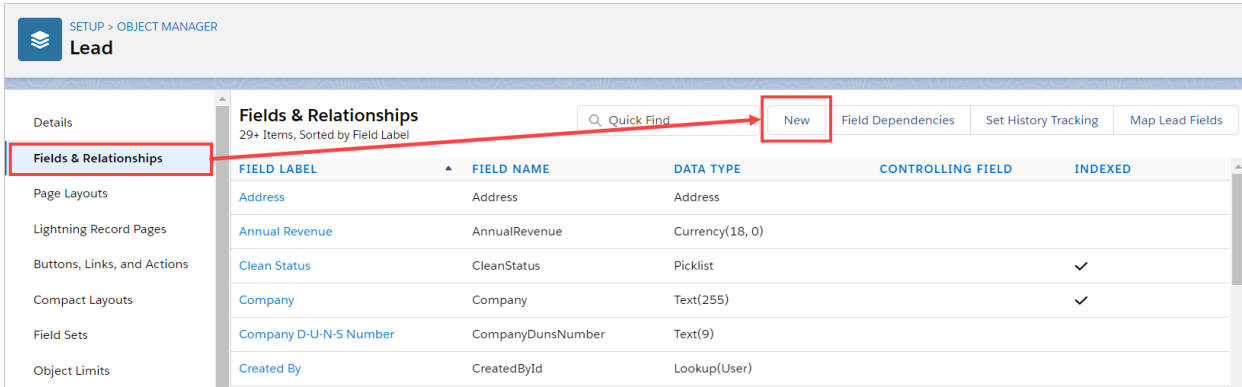 SETUP > OBJECT MANAGER
Lead
Details
Fields & Relationships
Page Layouts
Lightning Record Pages
Buttons, Links, and Actions
Compact Layouts
Field Sets
Object Limits
Fields & Relationships
29+ Items, Sorted by Field Label
Quick Find New Field Dependencies Set History Tracking Map Lead Fields
FIELD LABEL FIELD NAME DATA TYPE CONTROLLING FIELD INDEXED
Address Address Address
Annual Revenue AnnualRevenue Currency(18, 0)
Clean Status CleanStatus Picklist
Company Company Text(255)
Company D-U-N-S Number CompanyDunsNumber Text(9)
Created By CreatedById Lookup(User)